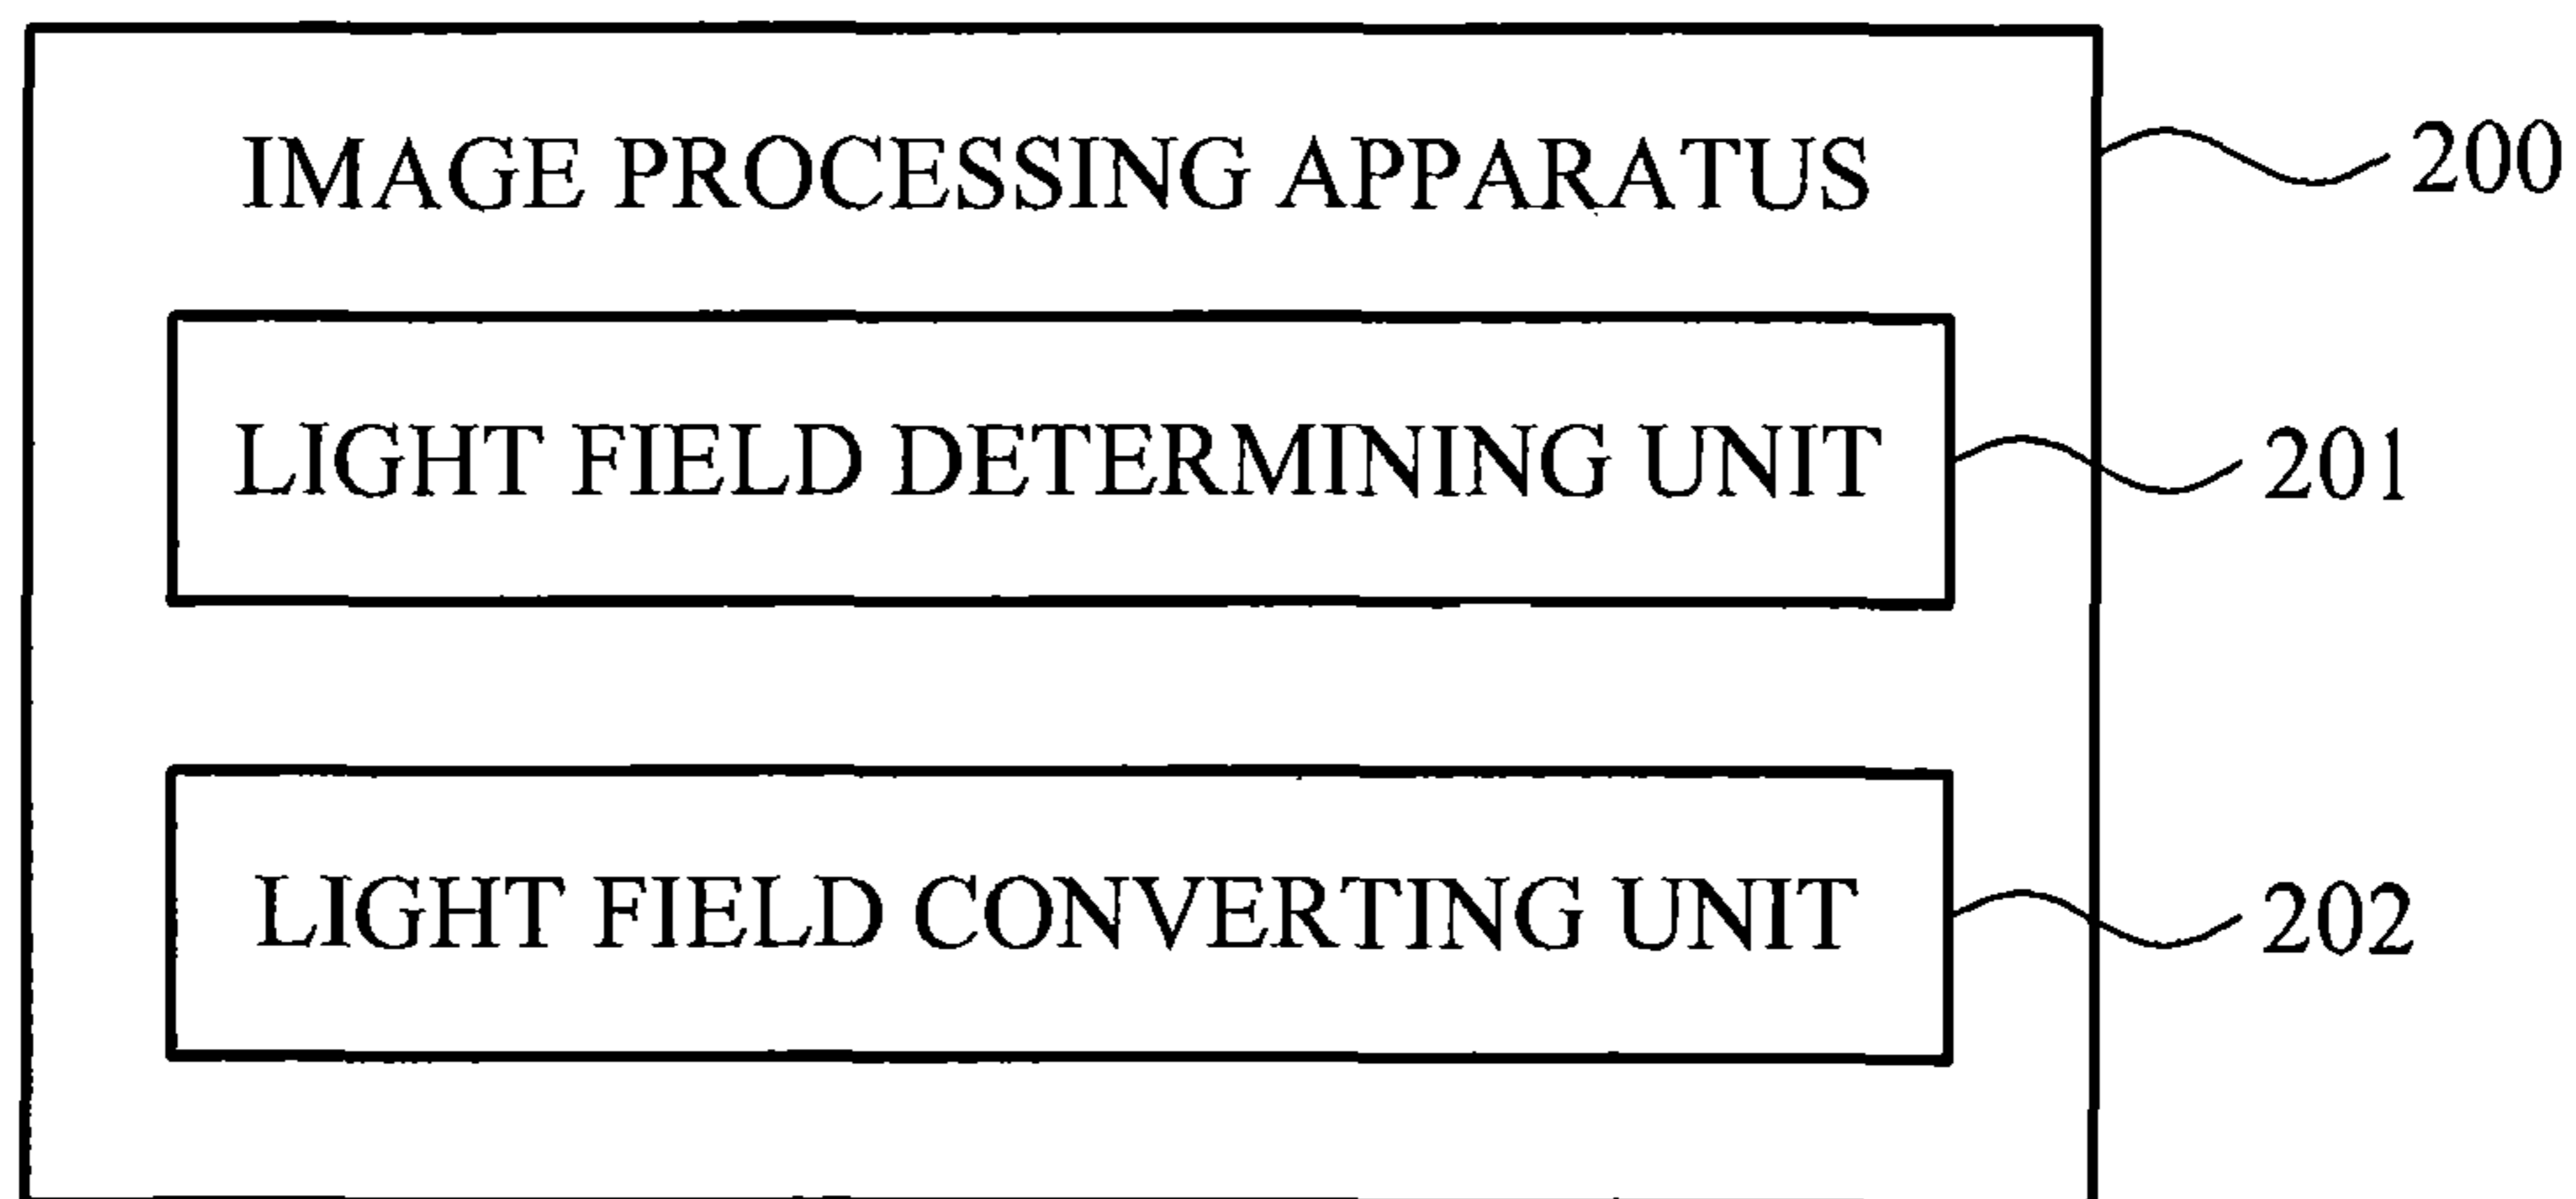 IMAGE PROCESSING APPARATUS
200
LIGHT FIELD DETERMINING UNIT
201
LIGHT FIELD CONVERTING UNIT
202